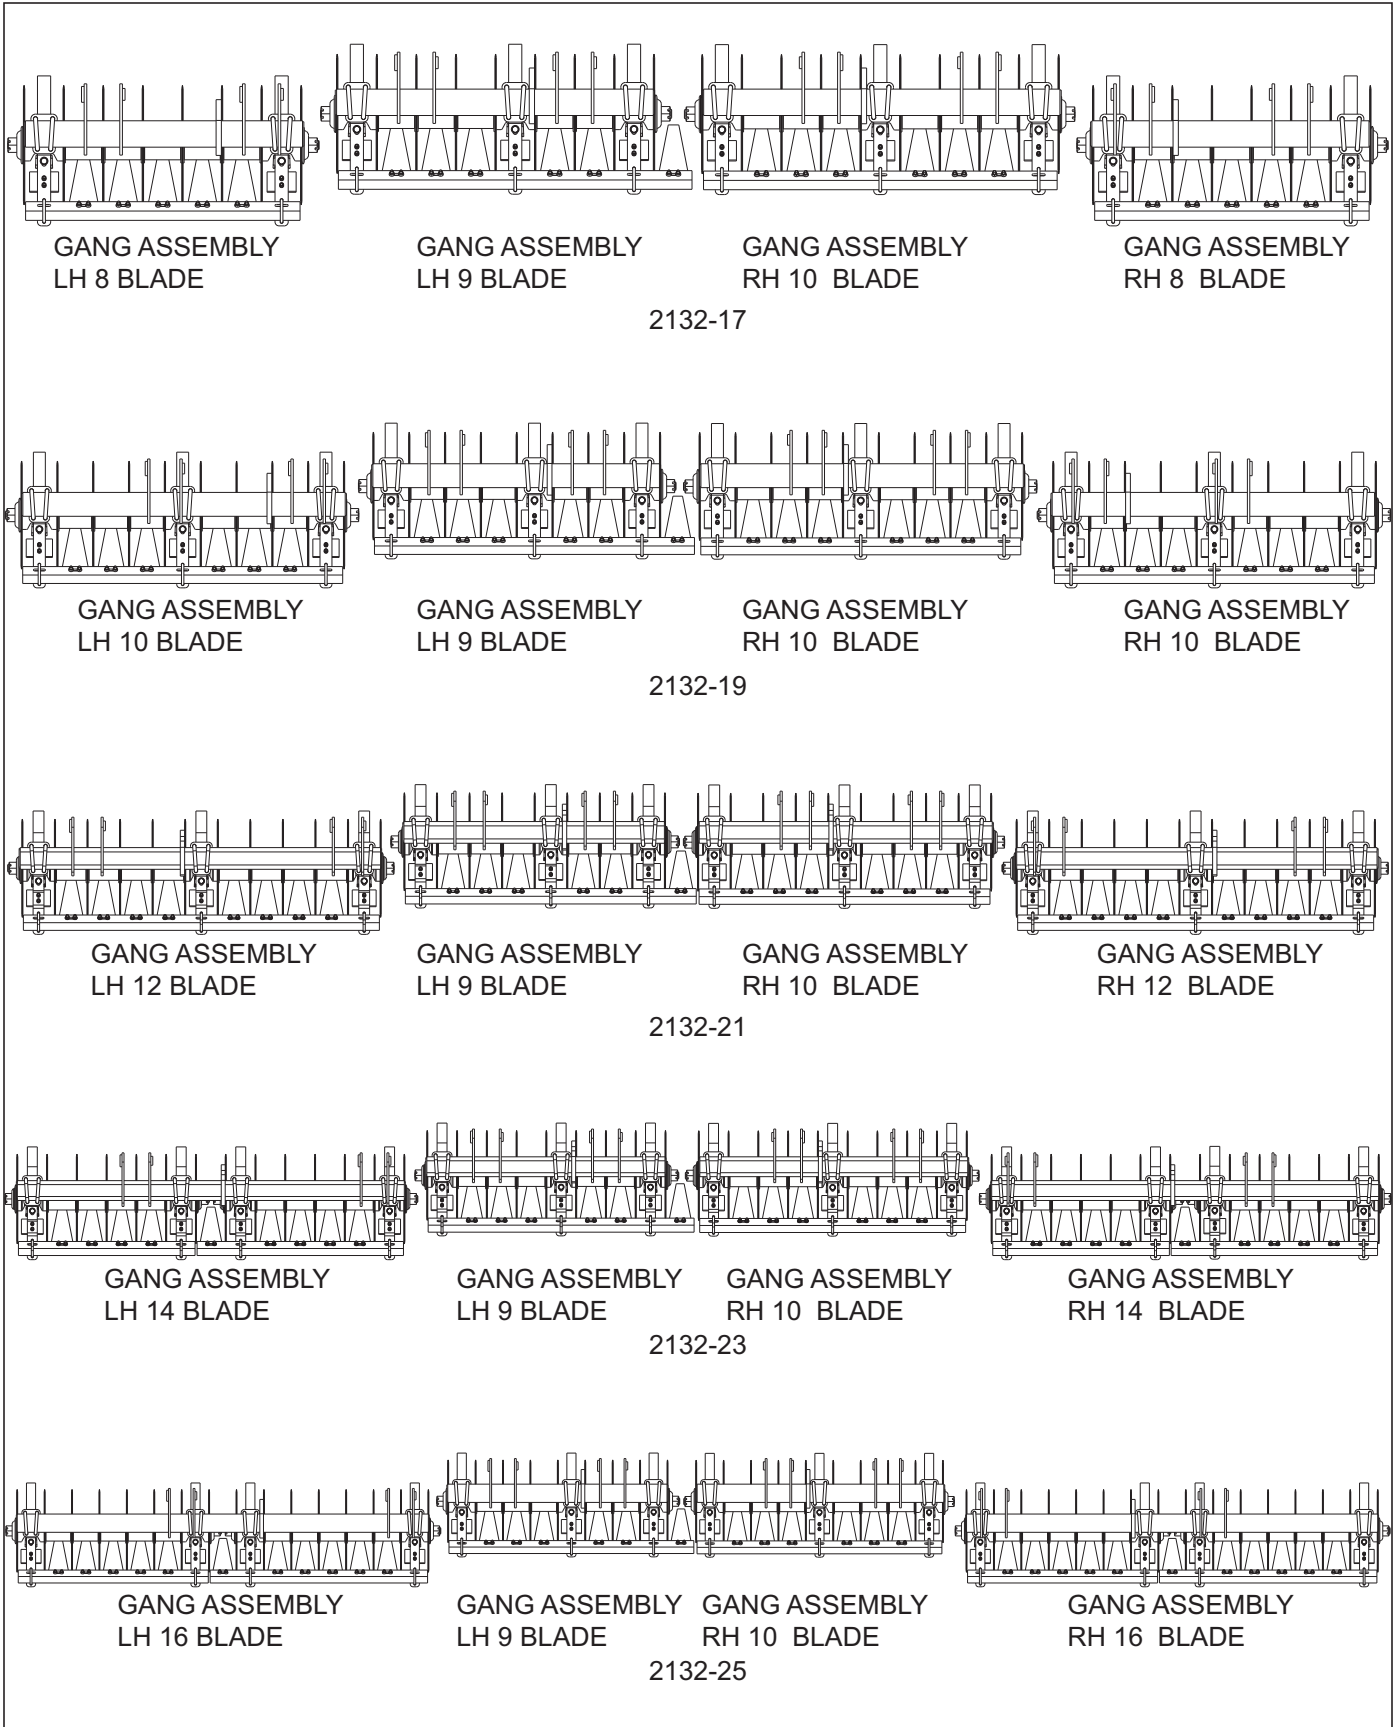 GANG ASSEMBLY
LH 8 BLADE
GANG ASSEMBLY
LH 9 BLADE
GANG ASSEMBLY
RH 10 BLADE
GANG ASSEMBLY
RH 8 BLADE
2132-17
GANG ASSEMBLY
LH 10 BLADE
GANG ASSEMBLY
LH 9 BLADE
GANG ASSEMBLY
RH 10 BLADE
GANG ASSEMBLY
RH 10 BLADE
2132-19
GANG ASSEMBLY
LH 12 BLADE
GANG ASSEMBLY
LH 9 BLADE
GANG ASSEMBLY
RH 10 BLADE
GANG ASSEMBLY
RH 12 BLADE
2132-21
GANG ASSEMBLY
LH 14 BLADE
GANG ASSEMBLY
LH 9 BLADE
GANG ASSEMBLY
RH 10 BLADE
GANG ASSEMBLY
RH 14 BLADE
2132-23
GANG ASSEMBLY
LH 16 BLADE
GANG ASSEMBLY
LH 9 BLADE
GANG ASSEMBLY
RH 10 BLADE
GANG ASSEMBLY
RH 16 BLADE
2132-25